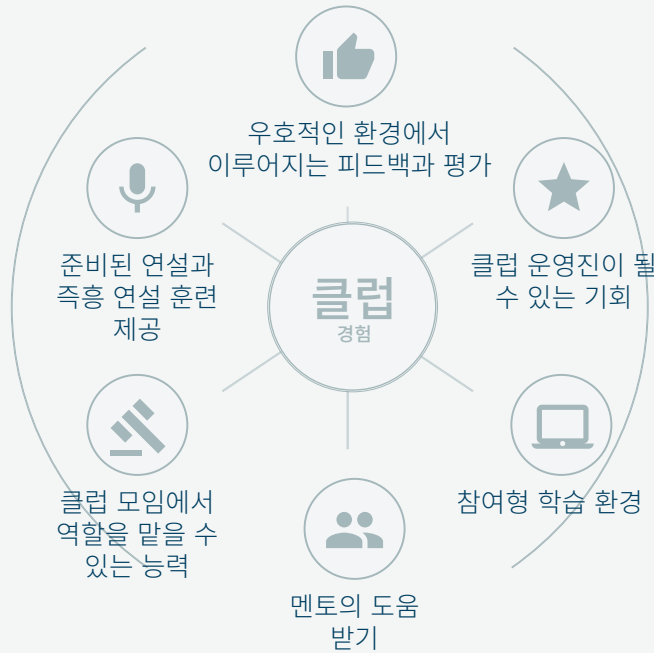 우호적인 환경에서
이루어지는 피드백과 평가
준비된 연설과
즉흥 연설 훈련
제공
클럽
경험
클럽 운영진이 될
수 있는 기회
클럽 모임에서
역할을 맡을 수
있는 능력
참여형 학습 환경
멘토의 도움
받기